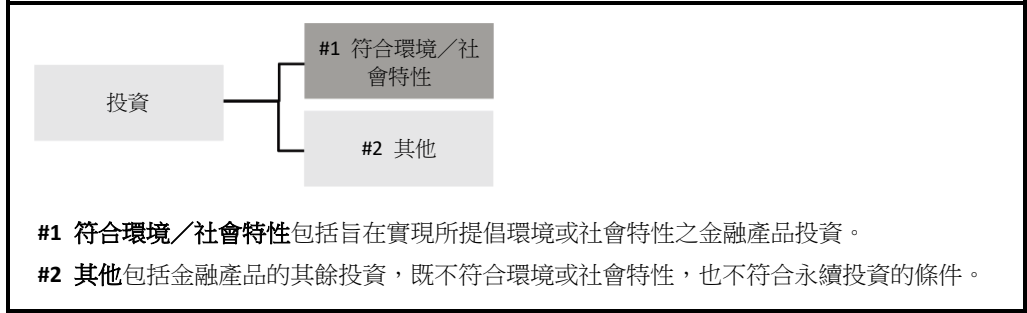 #1 符合環境／社
會特性
投資
#2 其他
#1 符合環境／社會特性包括旨在實現所提倡環境或社會特性之金融產品投資。
#2 其他包括金融產品的其餘投資，既不符合環境或社會特性，也不符合永續投資的條件。